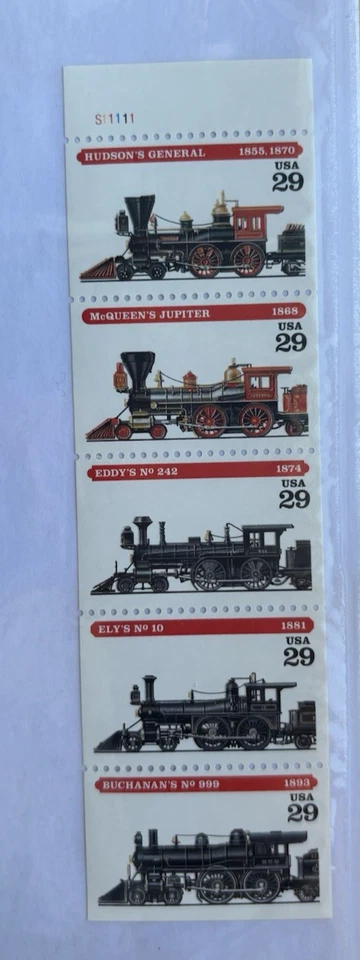 S11111
HUDSON'S GENERAL 1855, 1870
USA
29
McQUEEN'S JUPITER 1868
USA
29
EDDY'S Nº 242 1874
USA
29
ELY'S Nº 10 1881
USA
29
BUCHANAN'S Nº 999 1893
USA
29